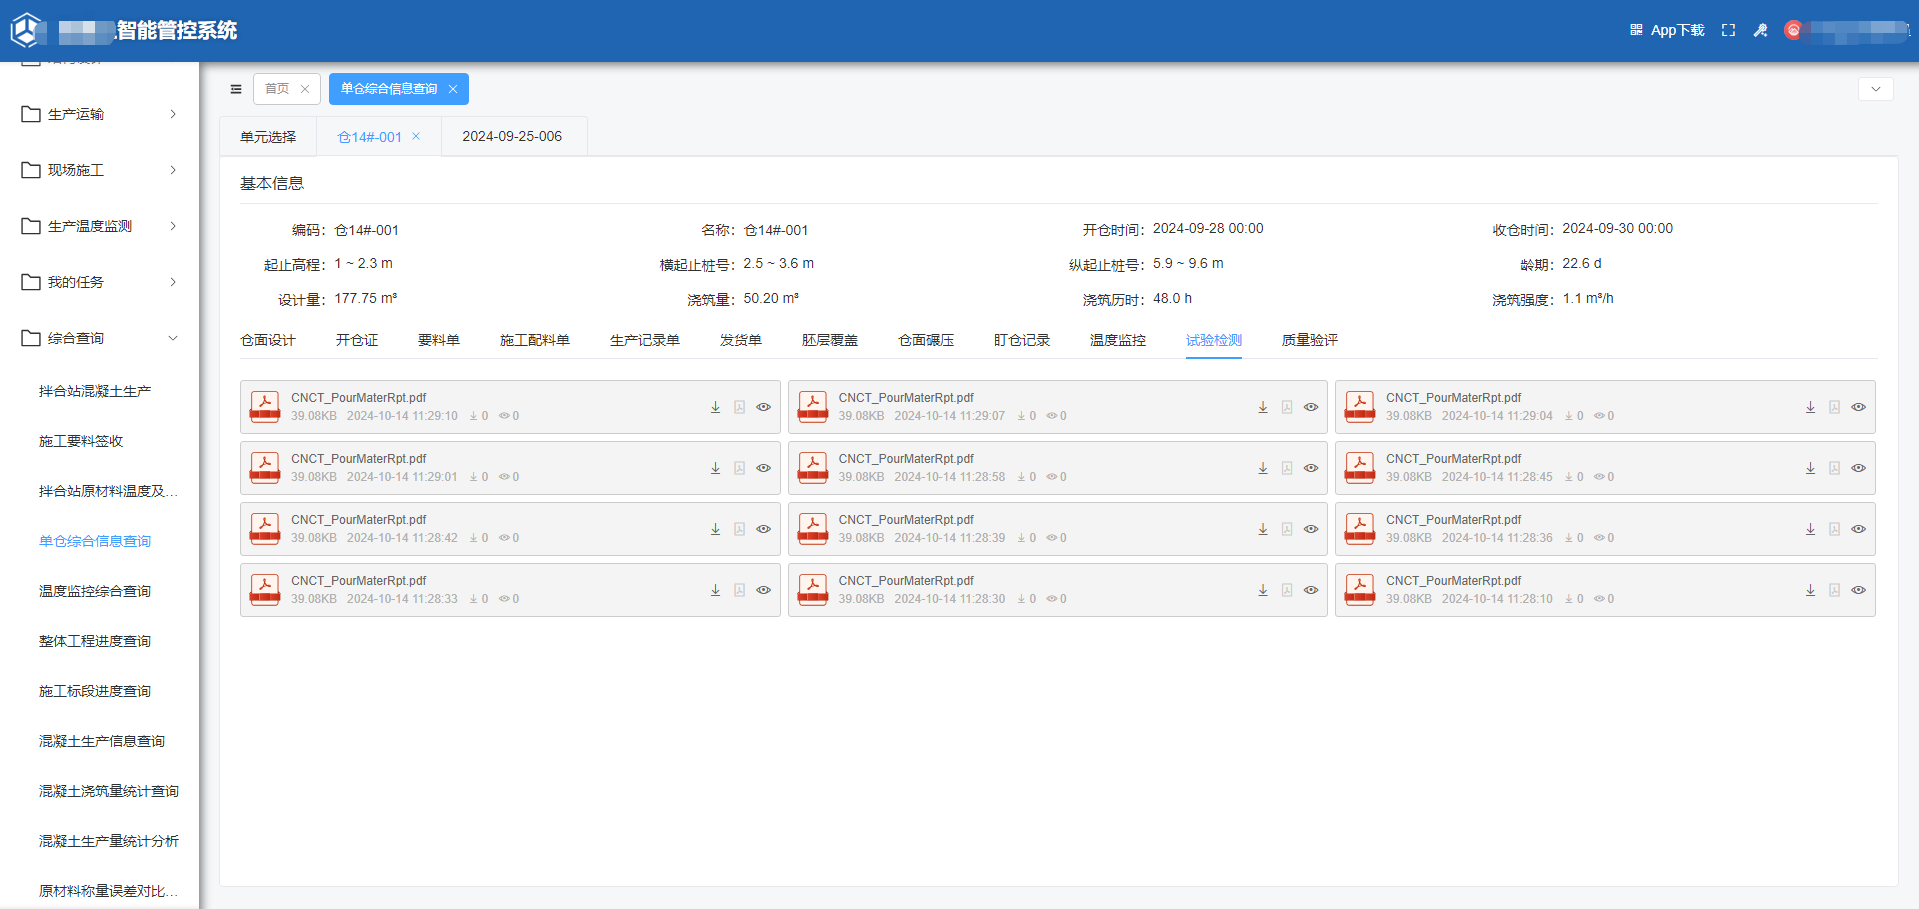 智能管控系统
App下载
生产运输
现场施工
生产温度监测
我的任务
综合查询
拌合站混凝土生产
施工要料签收
拌合站原材料温度及...
单仓综合信息查询
温度监控综合查询
整体工程进度查询
施工标段进度查询
混凝土生产信息查询
混凝土浇筑量统计查询
混凝土生产量统计分析
原材料称量误差对比...
首页
单仓综合信息查询
单元选择 仓14#-001 2024-09-25-006
基本信息
编码: 仓14#-001 名称: 仓14#-001 开仓时间: 2024-09-28 00:00 收仓时间: 2024-09-30 00:00
起止高程: 1 ~ 2.3 m 横起止桩号: 2.5 ~ 3.6 m 纵起止桩号: 5.9 ~ 9.6 m 龄期: 22.6 d
设计量: 177.75 m³ 浇筑量: 50.20 m³ 浇筑历时: 48.0 h 浇筑强度: 1.1 m³/h
仓面设计 开仓证 要料单 施工配料单 生产记录单 发货单 胚层覆盖 仓面碾压 盯仓记录 温度监控 试验检测 质量验评
CNCT_PourMaterRpt.pdf
39.08KB 2024-10-14 11:29:10 0 0
CNCT_PourMaterRpt.pdf
39.08KB 2024-10-14 11:29:07 0 0
CNCT_PourMaterRpt.pdf
39.08KB 2024-10-14 11:29:04 0 0
CNCT_PourMaterRpt.pdf
39.08KB 2024-10-14 11:29:01 0 0
CNCT_PourMaterRpt.pdf
39.08KB 2024-10-14 11:28:58 0 0
CNCT_PourMaterRpt.pdf
39.08KB 2024-10-14 11:28:45 0 0
CNCT_PourMaterRpt.pdf
39.08KB 2024-10-14 11:28:42 0 0
CNCT_PourMaterRpt.pdf
39.08KB 2024-10-14 11:28:39 0 0
CNCT_PourMaterRpt.pdf
39.08KB 2024-10-14 11:28:36 0 0
CNCT_PourMaterRpt.pdf
39.08KB 2024-10-14 11:28:33 0 0
CNCT_PourMaterRpt.pdf
39.08KB 2024-10-14 11:28:30 0 0
CNCT_PourMaterRpt.pdf
39.08KB 2024-10-14 11:28:10 0 0